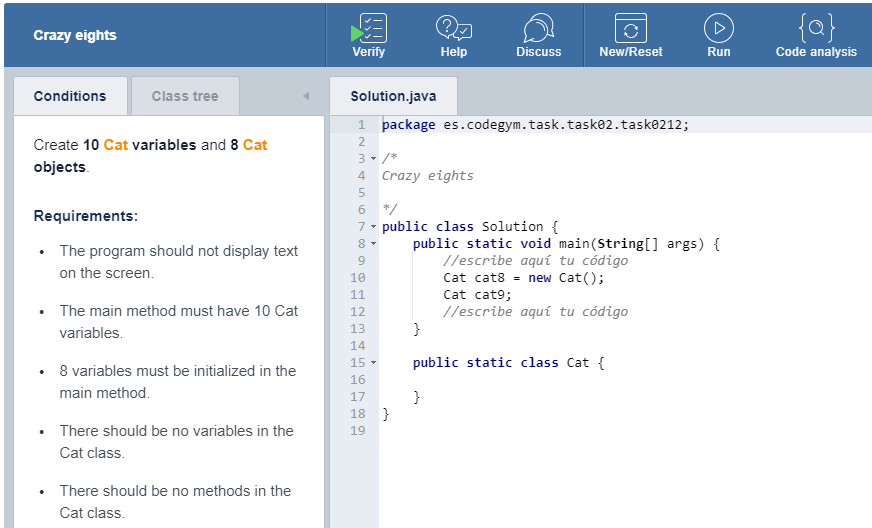 Crazy eights
Verify
Help
Discuss
New/Reset
Run
Code analysis
Conditions
Class tree
Create 10 Cat variables and 8 Cat
objects.
Requirements:
• The program should not display text
on the screen.
• The main method must have 10 Cat
variables.
• 8 variables must be initialized in the
main method.
• There should be no variables in the
Cat class.
• There should be no methods in the
Cat class.
Solution.java
1 package es.codegym.task.task02.task0212;
2
3 /*
4 Crazy eights
5
6 */
7 public class Solution {
8     public static void main(String[] args) {
9         //escribe aquí tu código
10         Cat cat8 = new Cat();
11         Cat cat9;
12         //escribe aquí tu código
13     }
14
15     public static class Cat {
16
17     }
18 }
19